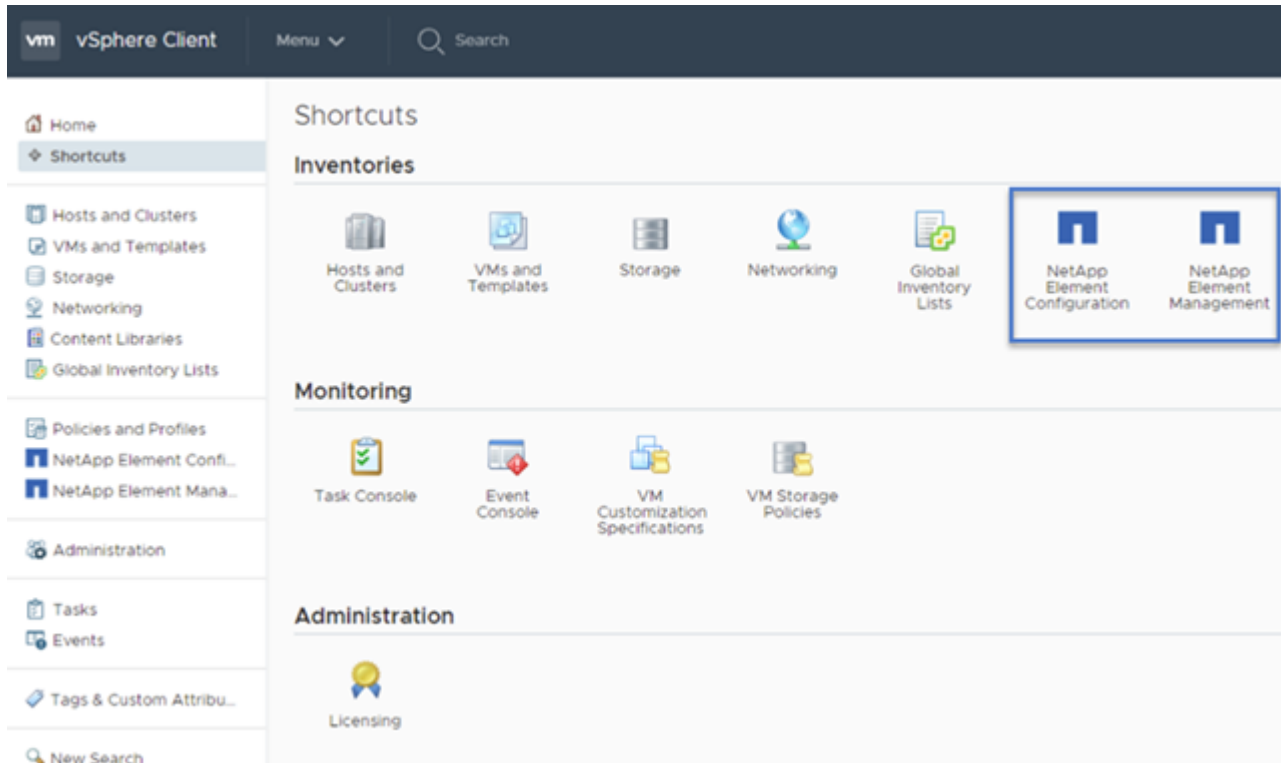 vm vSphere Client Menu Search
Home
Shortcuts
Hosts and Clusters
VMs and Templates
Storage
Networking
Content Libraries
Global Inventory Lists
Policies and Profiles
NetApp Element Confi...
NetApp Element Mana...
Administration
Tasks
Events
Tags & Custom Attribu...
New Search
Shortcuts
Inventories
Hosts and
Clusters
VMs and
Templates
Storage
Networking
Global
Inventory
Lists
NetApp
Element
Configuration
NetApp
Element
Management
Monitoring
Task Console
Event
Console
VM
Customization
Specifications
VM Storage
Policies
Administration
Licensing